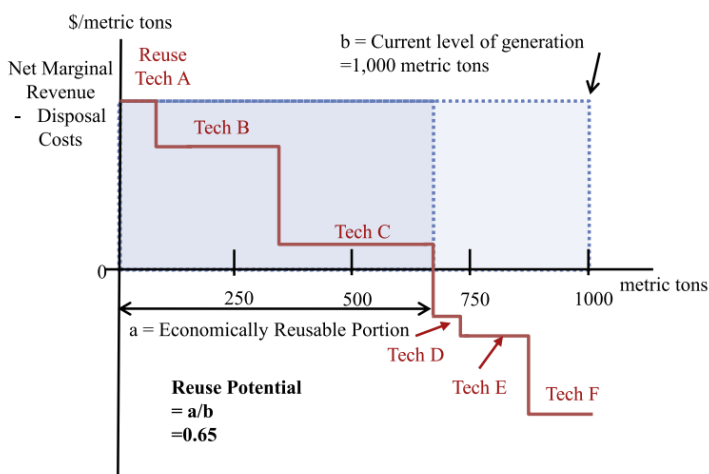 $/metric tons
Net Marginal
Revenue
- Disposal
Costs
Reuse
Tech A
b = Current level of generation
=1,000 metric tons
Tech B
Tech C
0
250
500
750
1000
metric tons
a = Economically Reusable Portion
Tech D
Tech E
Tech F
Reuse Potential
= a/b
=0.65